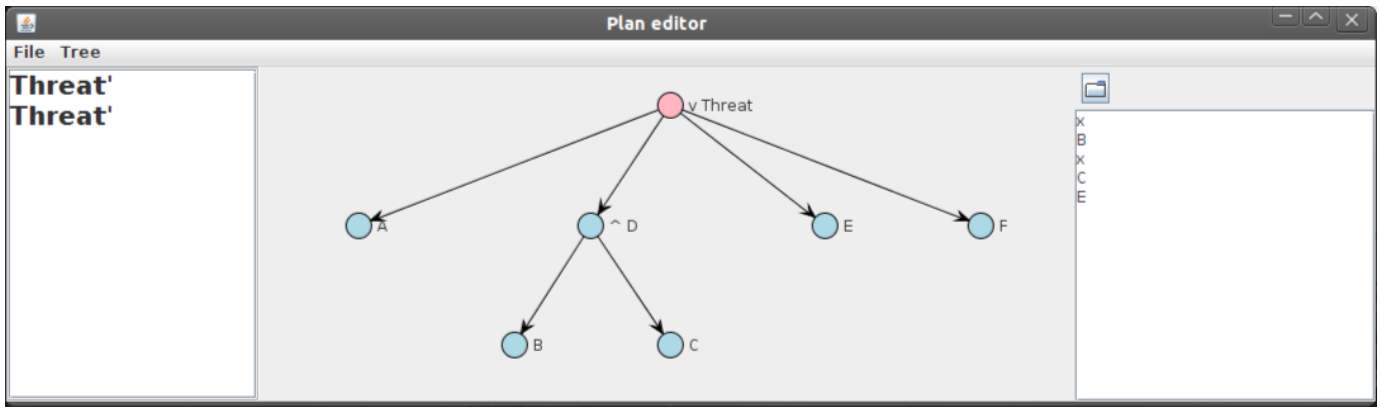 Plan editor
File Tree
Threat'
Threat'
v Threat
A
^ D
E
F
B
C
x
B
x
C
E